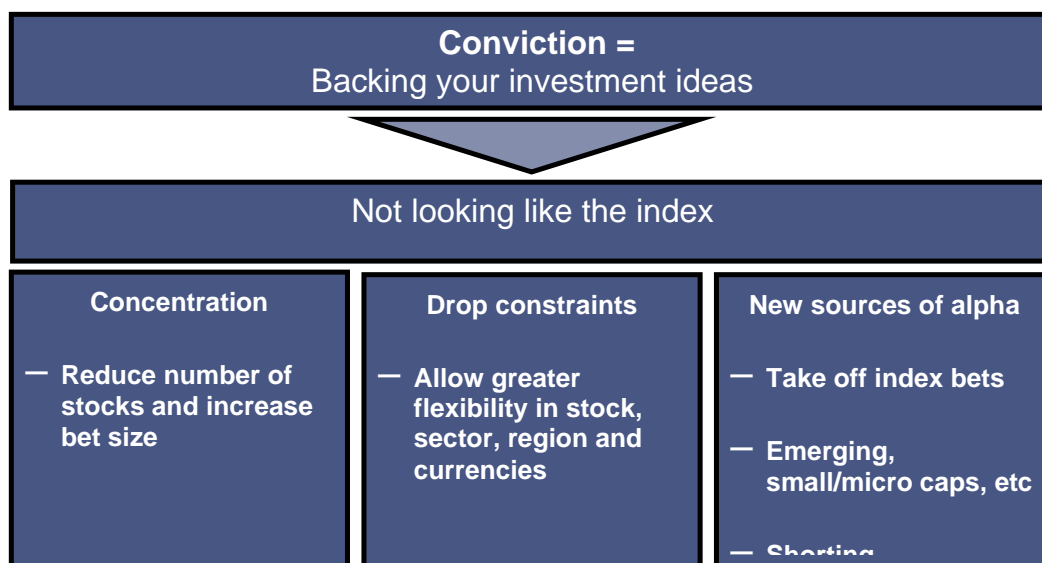 Conviction =
Backing your investment ideas
Not looking like the index
Concentration
— Reduce number of
stocks and increase
bet size
Drop constraints
— Allow greater
flexibility in stock,
sector, region and
currencies
New sources of alpha
— Take off index bets
— Emerging,
small/micro caps, etc
— Shorting